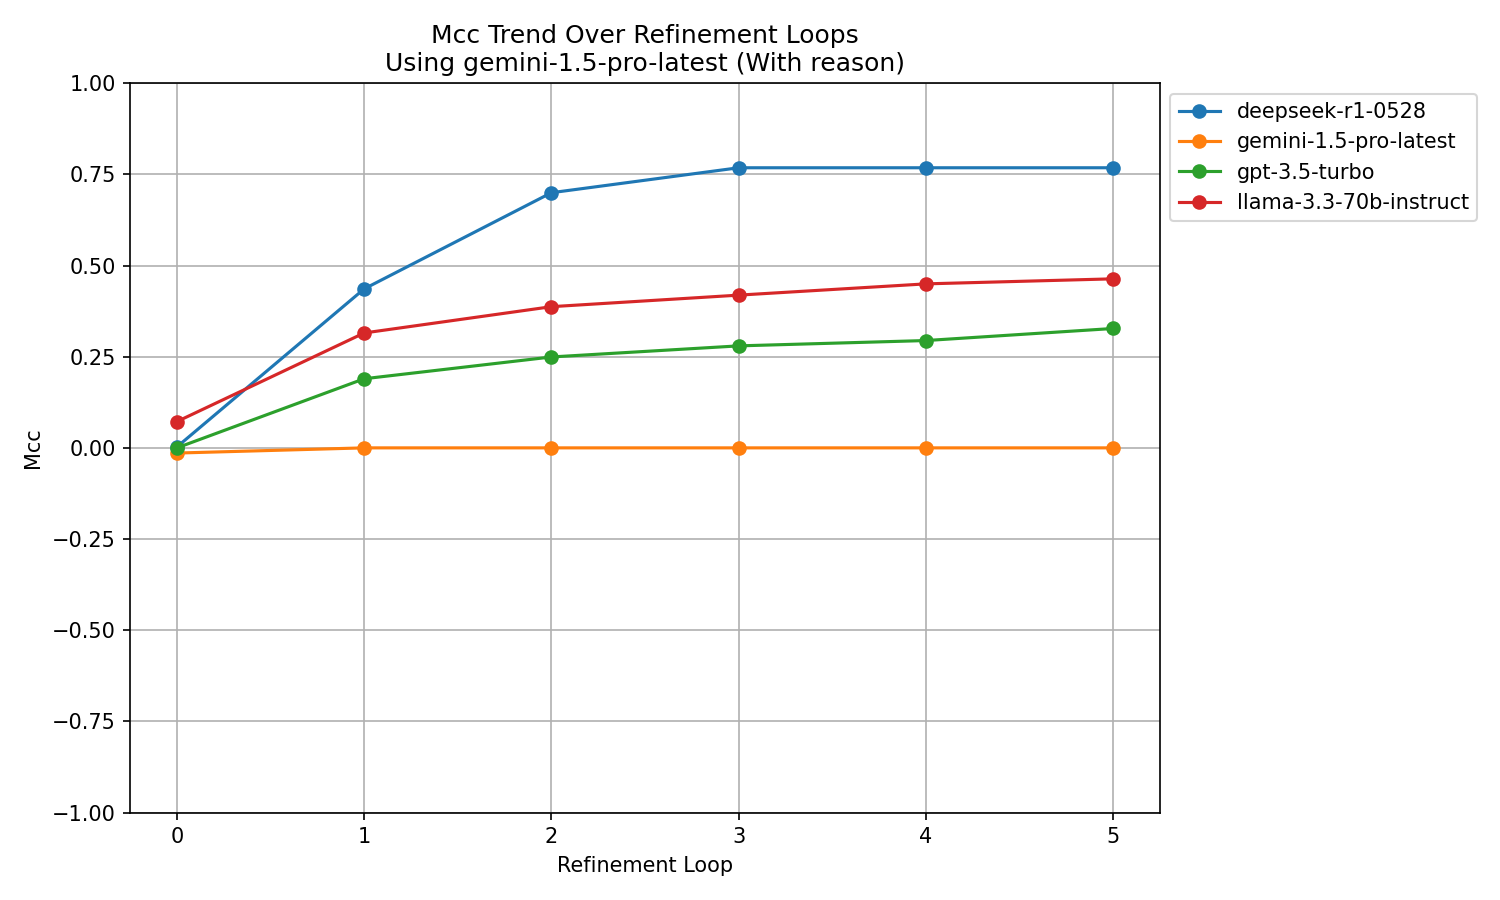 Mcc Trend Over Refinement Loops
Using gemini-1.5-pro-latest (With reason)
deepseek-r1-0528
gemini-1.5-pro-latest
gpt-3.5-turbo
llama-3.3-70b-instruct
Mcc
1.00
0.75
0.50
0.25
0.00
−0.25
−0.50
−0.75
−1.00
0 1 2 3 4 5
Refinement Loop